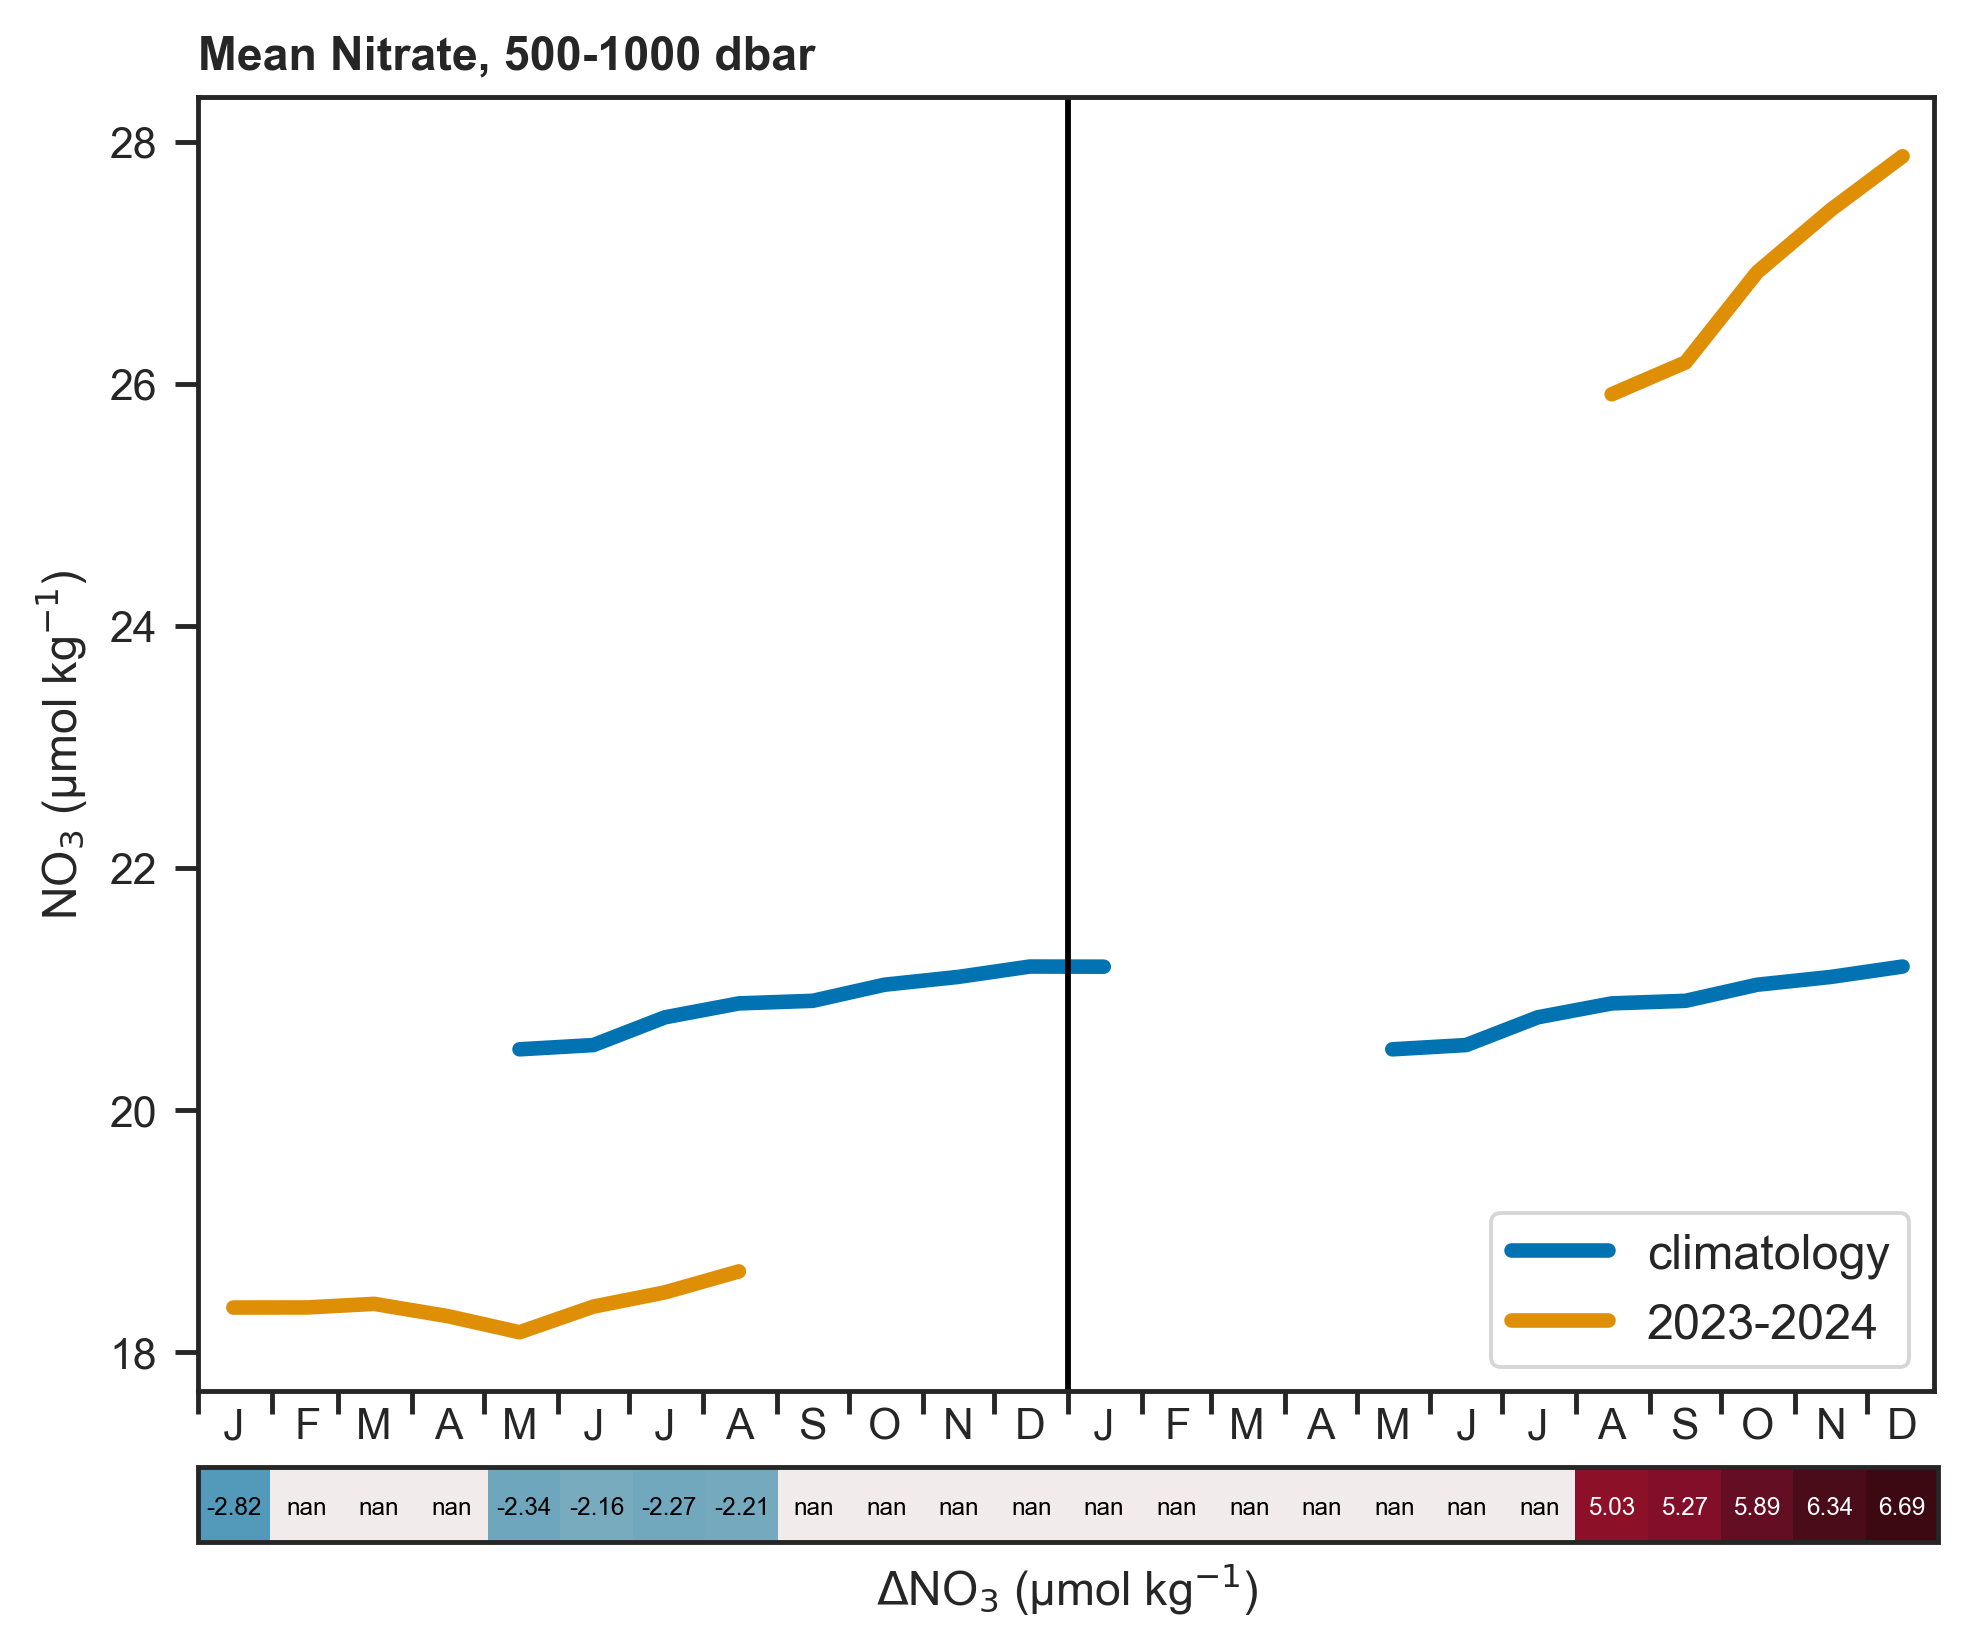 Mean Nitrate, 500-1000 dbar
28
26
24
22
20
18
NO₃ (µmol kg⁻¹)
climatology
2023-2024
J F M A M J J A S O N D J F M A M J J A S O N D
-2.82 nan nan nan -2.34 -2.16 -2.27 -2.21 nan nan nan nan nan nan nan nan nan nan nan 5.03 5.27 5.89 6.34 6.69
ΔNO₃ (µmol kg⁻¹)